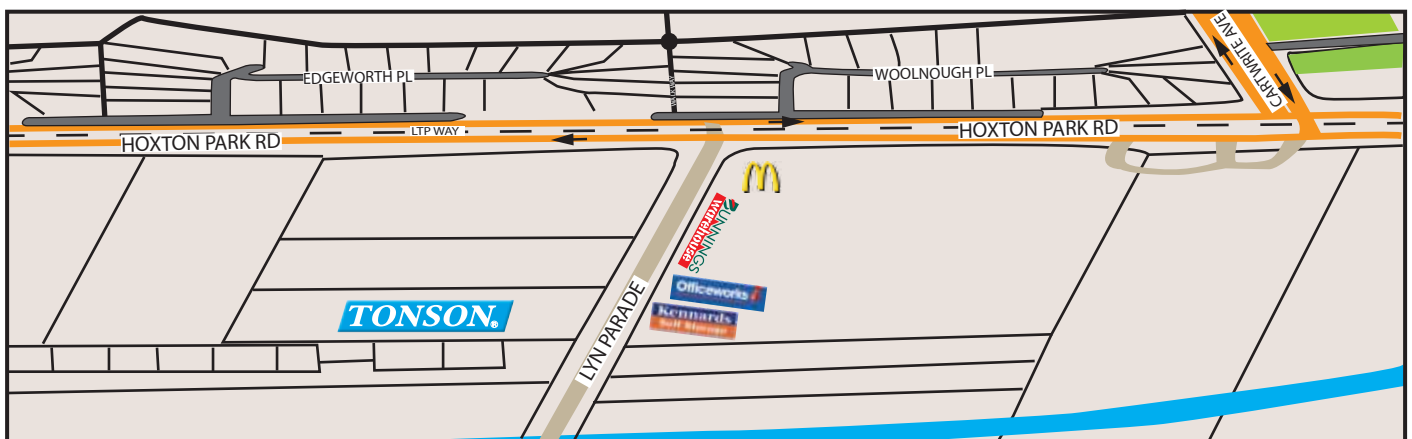 EDGEWORTH PL
WOOLNOUGH PL
CARTWRITE AVE
WALKWAY
LTP WAY
HOXTON PARK RD
HOXTON PARK RD
BUNNINGS
warehouse
Officeworks
TONSON®
Kennards
Self Storage
LYN PARADE